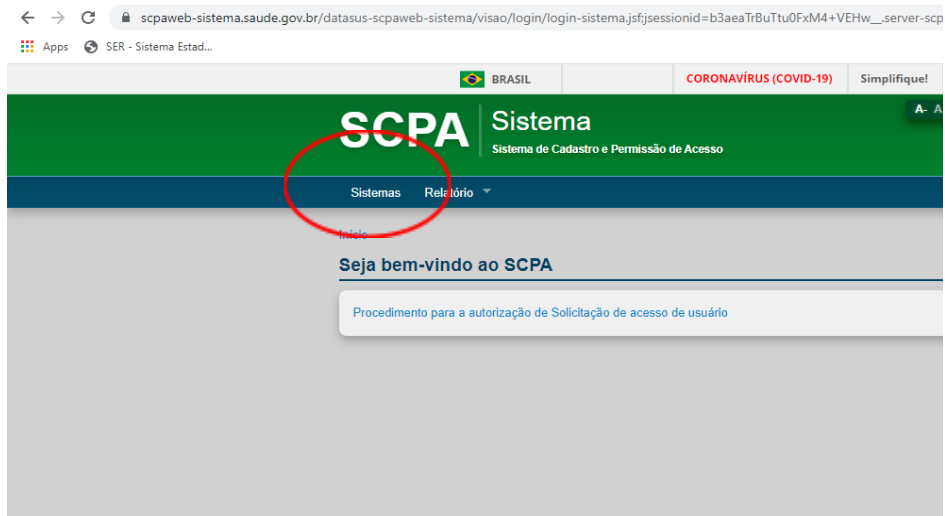 scpaweb-sistema.saude.gov.br/datasus-scpaweb-sistema/visao/login/login-sistema.jsf;jsessionid=b3aeaTrBuTtu0FxM4+VEHw__.server-scp
Apps SER - Sistema Estad...
BRASIL CORONAVÍRUS (COVID-19) Simplifique!
A- A
SCPA Sistema
Sistema de Cadastro e Permissão de Acesso
Sistemas Relatório
Início
Seja bem-vindo ao SCPA
Procedimento para a autorização de Solicitação de acesso de usuário